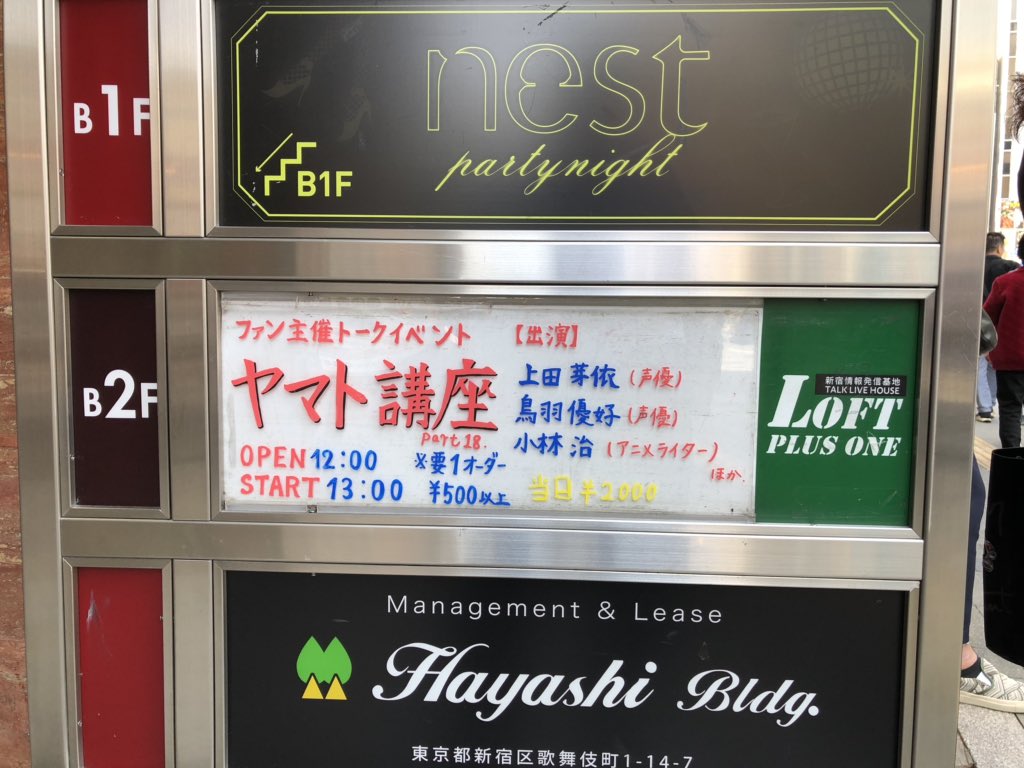 B1F
nest
partynight
B1F
B2F
ファン主催トークイベント
ヤマト講座
part 18.
OPEN 12:00
START 13:00
※要1オーダー
¥500以上
【出演】
上田 芽依 (声優)
鳥羽 優好 (声優)
小林 治 (アニメライター)
ほか.
当日¥2000
新宿情報発信基地
TALK LIVE HOUSE
LOFT
PLUS ONE
Management & Lease
Hayashi Bldg.
東京都新宿区歌舞伎町1-14-7